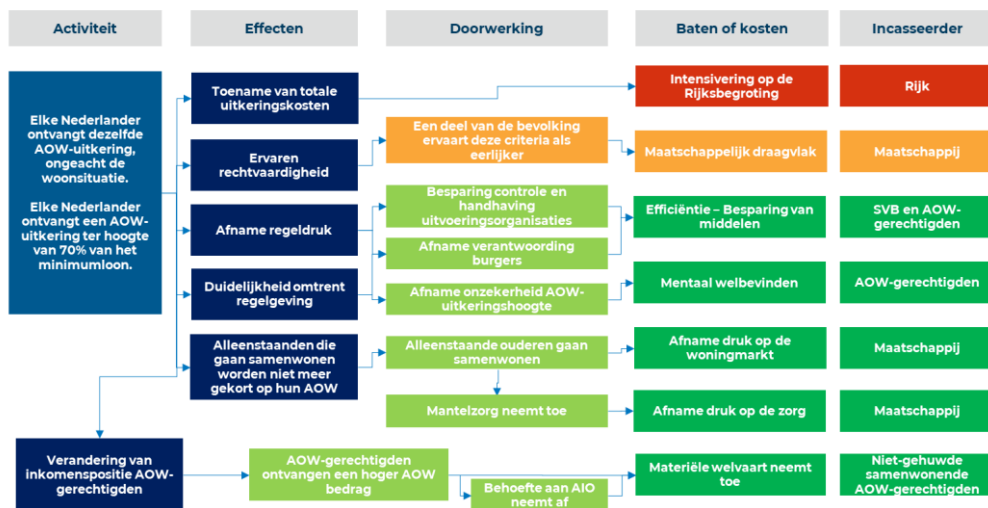 Activiteit
Effecten
Doorwerking
Baten of kosten
Incasseerder
Elke Nederlander
ontvangt dezelfde
AOW-uitkering,
ongeacht de
woonsituatie.
Elke Nederlander
ontvangt een AOW-
uitkering ter hoogte
van 70% van het
minimumloon.
Toename van totale
uitkeringskosten
Intensivering op de
Rijksbegroting
Rijk
Ervaren
rechtvaardigheid
Een deel van de bevolking
ervaart deze criteria als
eerlijker
Maatschappelijk draagvlak
Maatschappij
Afname regeldruk
Besparing controle en
handhaving
uitvoeringsorganisaties
Afname verantwoording
burgers
Efficiëntie – Besparing van
middelen
SVB en AOW-
gerechtigden
Duidelijkheid omtrent
regelgeving
Afname onzekerheid AOW-
uitkeringshoogte
Mentaal welbevinden
AOW-gerechtigden
Alleenstaanden die
gaan samenwonen
worden niet meer
gekort op hun AOW
Alleenstaande ouderen gaan
samenwonen
Afname druk op de
woningmarkt
Maatschappij
Mantelzorg neemt toe
Afname druk op de zorg
Maatschappij
Verandering van
inkomenspositie AOW-
gerechtigden
AOW-gerechtigden
ontvangen een hoger AOW
bedrag
Behoefte aan AIO
neemt af
Materiële welvaart neemt
toe
Niet-gehuwde
samenwonende
AOW-gerechtigden